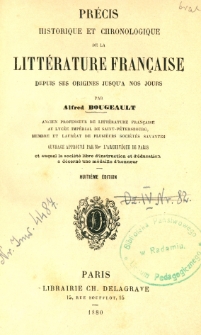 PRÉCIS
HISTORIQUE ET CHRONOLOGIQUE
DE LA
LITTÉRATURE FRANÇAISE
DEPUIS SES ORIGINES JUSQU'A NOS JOURS
PAR
Alfred BOUGEAULT
ANCIEN PROFESSEUR DE LITTÉRATURE FRANÇAISE
AU LYCÉE IMPÉRIAL DE SAINT-PÉTERSBOURG,
MEMBRE ET LAURÉAT DE PLUSIEURS SOCIÉTÉS SAVANTES
OUVRAGE APPROUVÉ PAR Mgr L'ARCHEVÊQUE DE PARIS
et auquel la société libre d'instruction et d'éducation
a décerné une médaille d'honneur
HUITIÈME ÉDITION
PARIS
LIBRAIRIE CH. DELAGRAVE
15, RUE SOUFFLOT, 15
1880